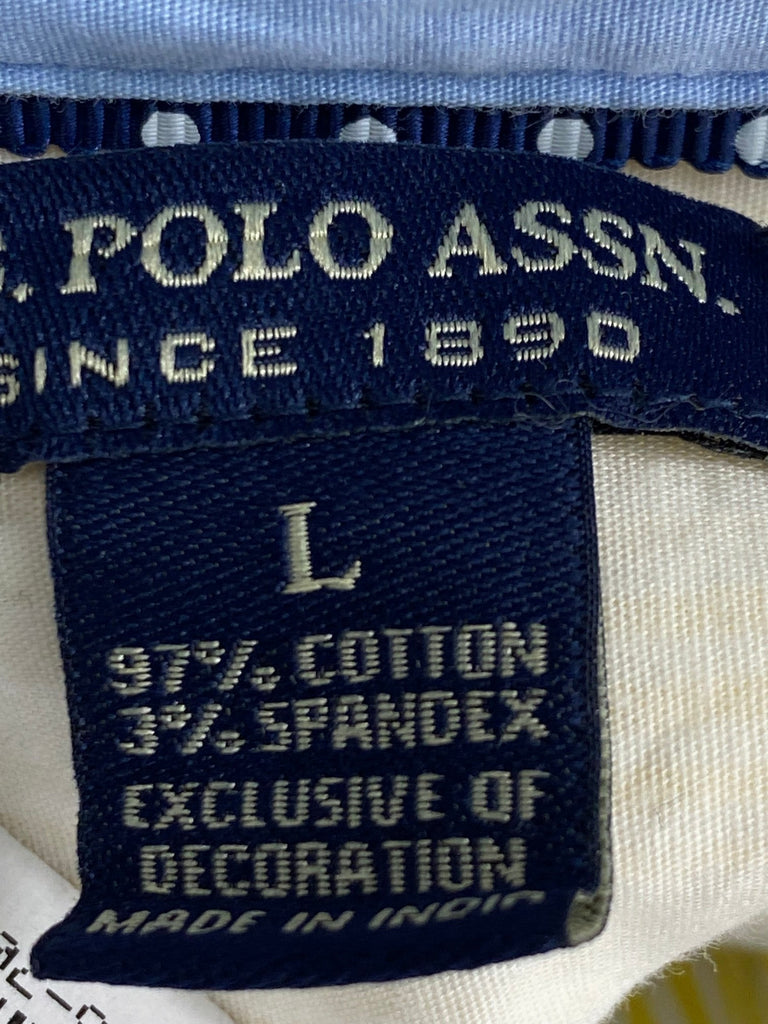 . POLO ASSN.
SINCE 1890
L
97% COTTON
3% SPANDEX
EXCLUSIVE OF
DECORATION
MADE IN INDIA